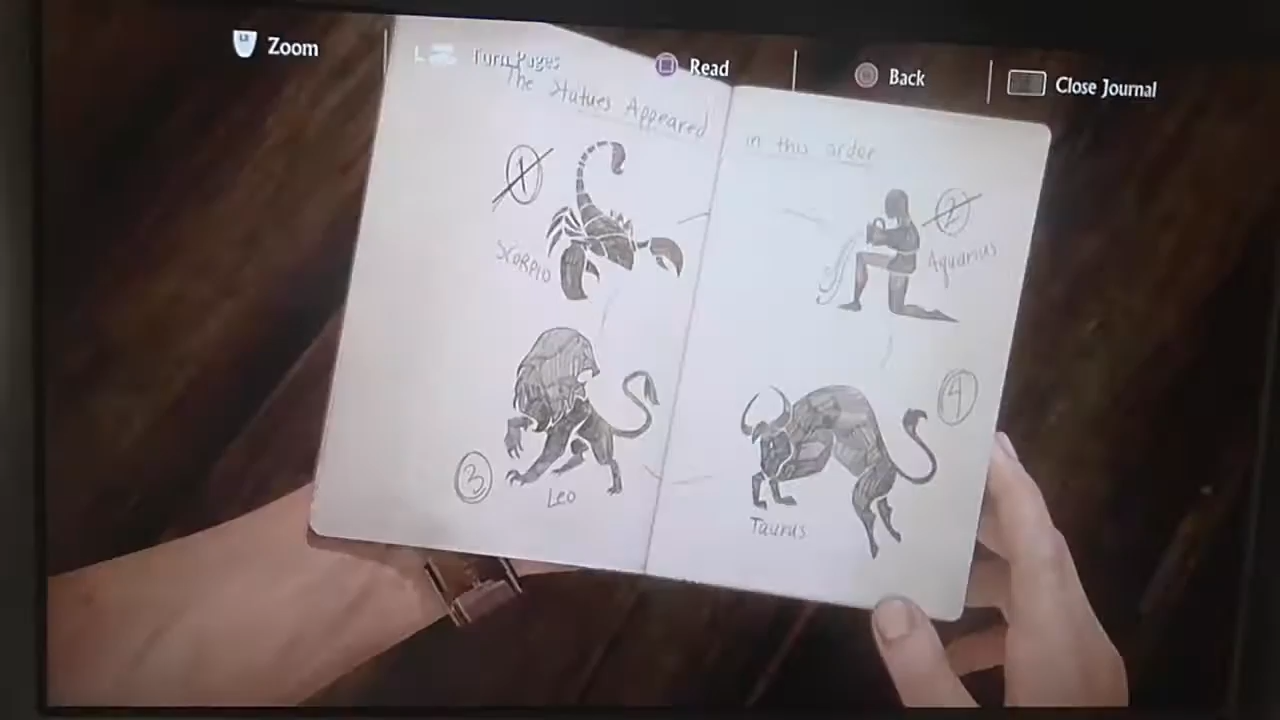 L2 Zoom
L Turn Pages
Read
Back
Close Journal
The Statues Appeared in this order
1
SCORPIO
2
Aquarius
3
Leo
4
Taurus